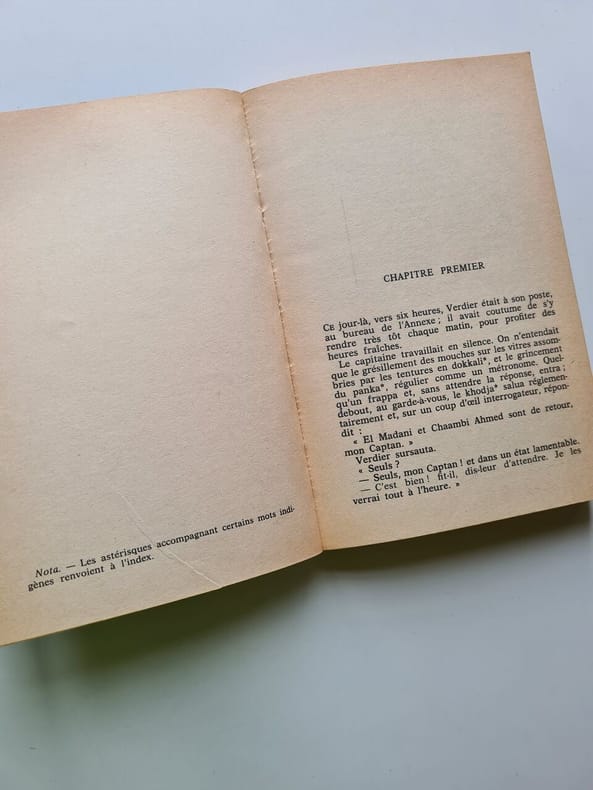 Nota. — Les astérisques accompagnant certains mots indi-
gènes renvoient à l'index.
CHAPITRE PREMIER
CE jour-là, vers six heures, Verdier était à son poste,
au bureau de l'Annexe ; il avait coutume de s'y
rendre très tôt chaque matin, pour profiter des
heures fraîches.
Le capitaine travaillait en silence. On n'entendait
que le grésillement des mouches sur les vitres assom-
bries par les tentures en dokkali*, et le grincement
du panka*, régulier comme un métronome. Quel-
qu'un frappa et, sans attendre la réponse, entra ;
debout, au garde-à-vous, le khodja* salua réglemen-
tairement et, sur un coup d'œil interrogateur, répon-
dit :
« El Madani et Chaambi Ahmed sont de retour,
mon Captan. »
Verdier sursauta.
« Seuls ?
— Seuls, mon Captan ! et dans un état lamentable.
— C'est bien ! fit-il, dis-leur d'attendre. Je les
verrai tout à l'heure. »